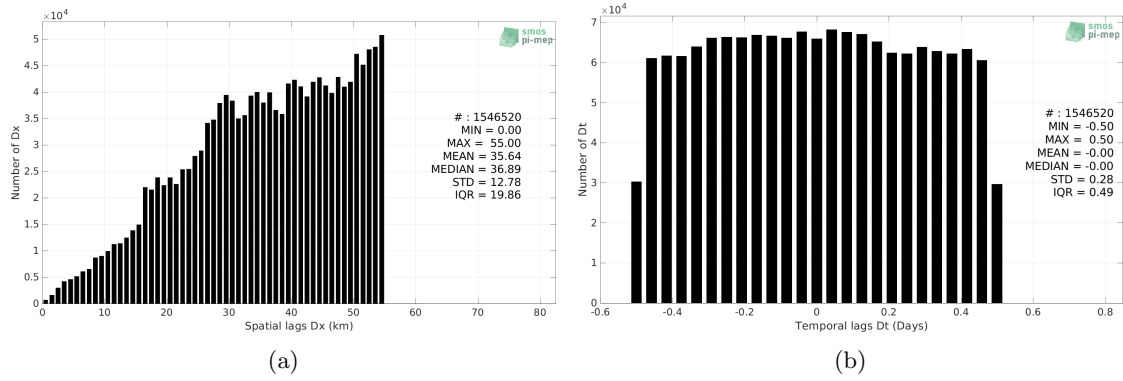 ×10⁴
5
4.5
4
3.5
3
2.5
2
1.5
1
0.5
0
Number of Dx
0 10 20 30 40 50 60 70 80
Spatial lags Dx (km)
smos
pi-mep
# : 1546520
MIN = 0.00
MAX = 55.00
MEAN = 35.64
MEDIAN = 36.89
STD = 12.78
IQR = 19.86
(a)
×10⁴
7
6
5
4
3
2
1
0
Number of Dt
-0.6 -0.4 -0.2 0 0.2 0.4 0.6 0.8
Temporal lags Dt (Days)
smos
pi-mep
# : 1546520
MIN = -0.50
MAX = 0.50
MEAN = -0.00
MEDIAN = -0.00
STD = 0.28
IQR = 0.49
(b)